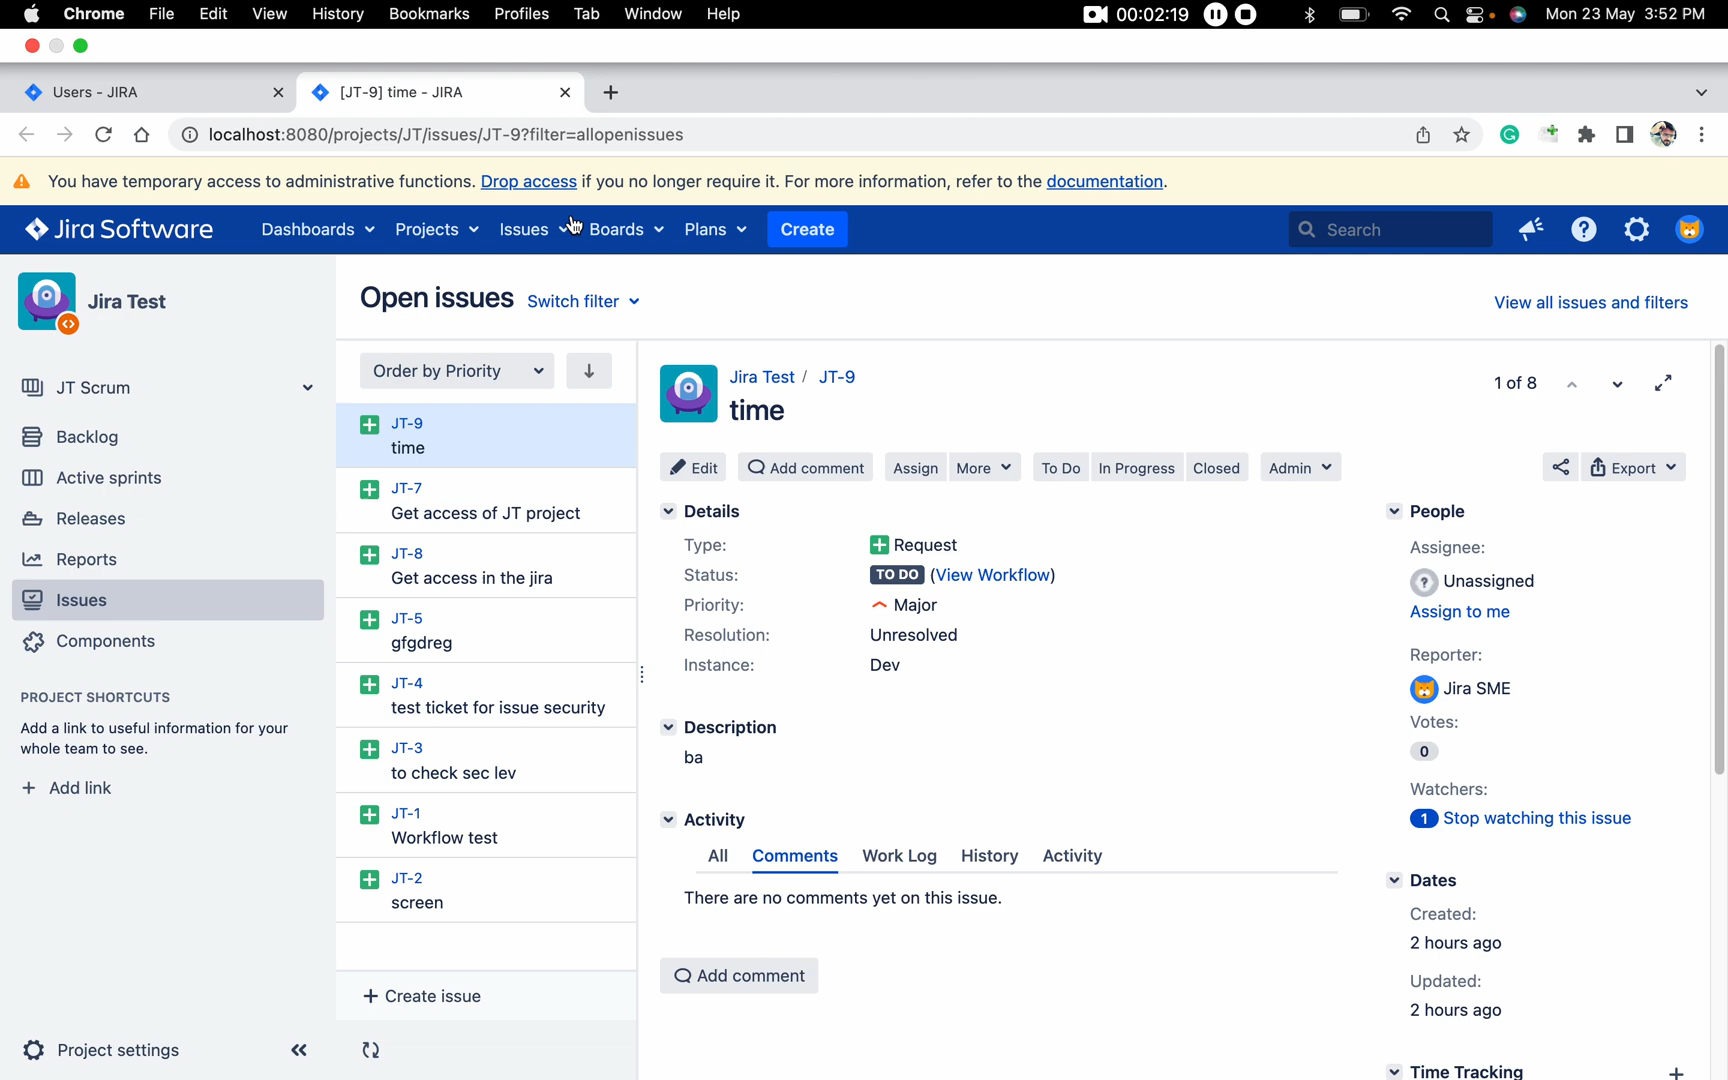 Chrome File Edit View History Bookmarks Profiles Tab Window Help 00:02:19 Mon 23 May 3:52 PM
Users - JIRA [JT-9] time - JIRA
localhost:8080/projects/JT/issues/JT-9?filter=allopenissues
You have temporary access to administrative functions. Drop access if you no longer require it. For more information, refer to the documentation.
Jira Software Dashboards Projects Issues Boards Plans Create Search
Jira Test
JT Scrum
Backlog
Active sprints
Releases
Reports
Issues
Components
PROJECT SHORTCUTS
Add a link to useful information for your
whole team to see.
+ Add link
Project settings
Open issues Switch filter View all issues and filters
Order by Priority
JT-9
time
JT-7
Get access of JT project
JT-8
Get access in the jira
JT-5
gfgdreg
JT-4
test ticket for issue security
JT-3
to check sec lev
JT-1
Workflow test
JT-2
screen
+ Create issue
Jira Test / JT-9
time
1 of 8
Edit Add comment Assign More To Do In Progress Closed Admin Export
Details
Type: Request
Status: TO DO (View Workflow)
Priority: Major
Resolution: Unresolved
Instance: Dev
Description
ba
Activity
All Comments Work Log History Activity
There are no comments yet on this issue.
Add comment
People
Assignee:
? Unassigned
Assign to me
Reporter:
Jira SME
Votes:
0
Watchers:
1 Stop watching this issue
Dates
Created:
2 hours ago
Updated:
2 hours ago
Time Tracking +